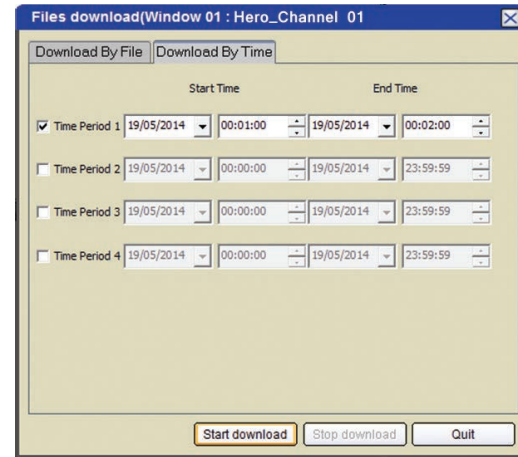 Files download(Window 01 : Hero_Channel 01
Download By File Download By Time
Start Time End Time
Time Period 1 19/05/2014 00:01:00 19/05/2014 00:02:00
Time Period 2 19/05/2014 00:00:00 19/05/2014 23:59:59
Time Period 3 19/05/2014 00:00:00 19/05/2014 23:59:59
Time Period 4 19/05/2014 00:00:00 19/05/2014 23:59:59
Start download Stop download Quit